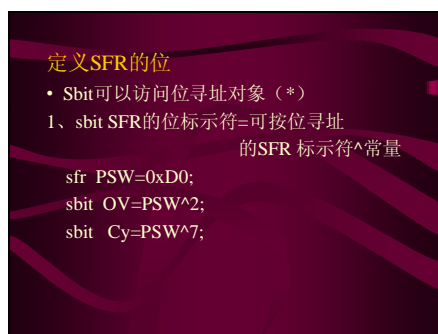 定义SFR的位
• Sbit可以访问位寻址对象（*）
1、sbit SFR的位标示符=可按位寻址
的SFR 标示符^常量
sfr PSW=0xD0;
sbit OV=PSW^2;
sbit Cy=PSW^7;